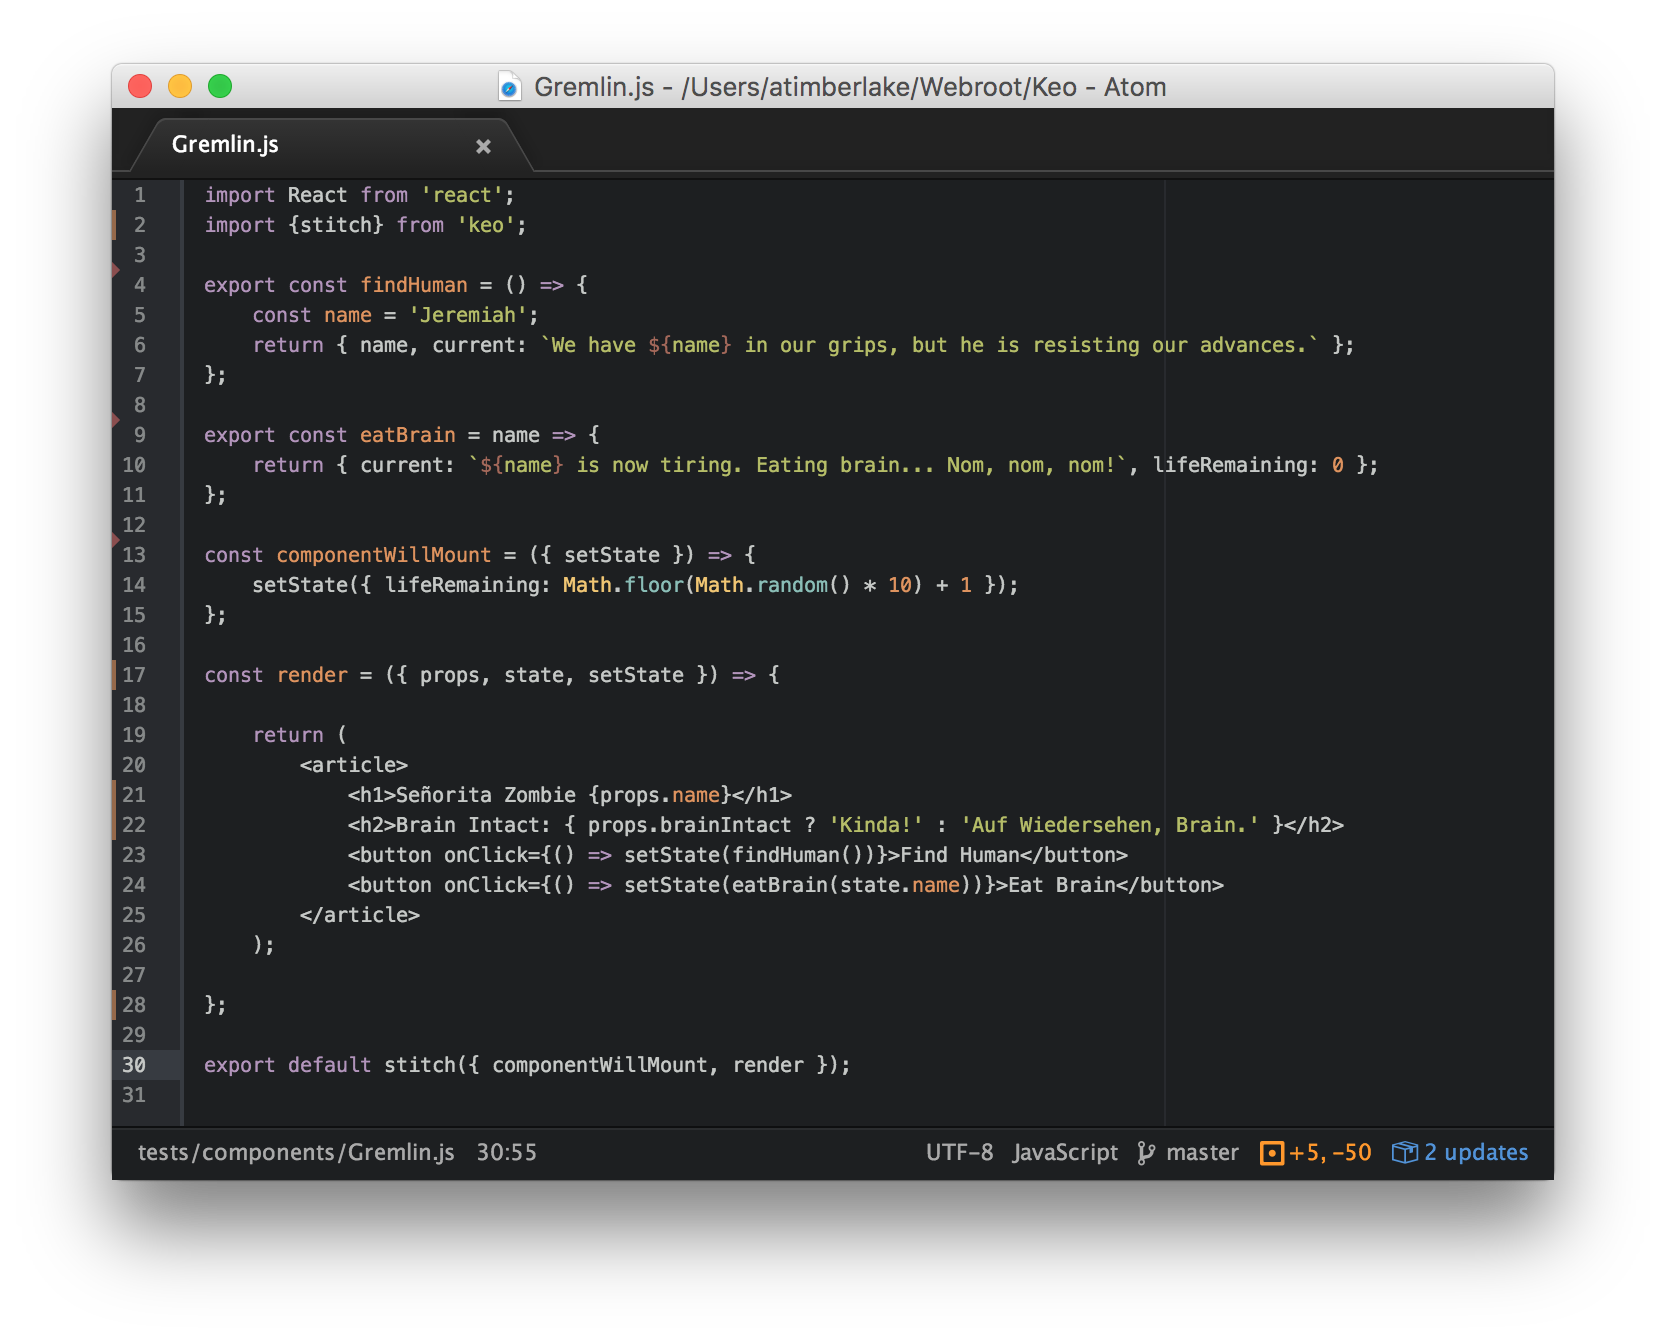 Gremlin.js - /Users/atimberlake/Webroot/Keo - Atom
Gremlin.js
1 import React from 'react';
2 import {stitch} from 'keo';
3
4 export const findHuman = () => {
5     const name = 'Jeremiah';
6     return { name, current: `We have ${name} in our grips, but he is resisting our advances.` };
7 };
8
9 export const eatBrain = name => {
10     return { current: `${name} is now tiring. Eating brain... Nom, nom, nom!`, lifeRemaining: 0 };
11 };
12
13 const componentWillMount = ({ setState }) => {
14     setState({ lifeRemaining: Math.floor(Math.random() * 10) + 1 });
15 };
16
17 const render = ({ props, state, setState }) => {
18
19     return (
20         <article>
21             <h1>Señorita Zombie {props.name}</h1>
22             <h2>Brain Intact: { props.brainIntact ? 'Kinda!' : 'Auf Wiedersehen, Brain.' }</h2>
23             <button onClick={() => setState(findHuman())}>Find Human</button>
24             <button onClick={() => setState(eatBrain(state.name))}>Eat Brain</button>
25         </article>
26     );
27
28 };
29
30 export default stitch({ componentWillMount, render });
31
tests/components/Gremlin.js 30:55 UTF-8 JavaScript master +5, -50 2 updates